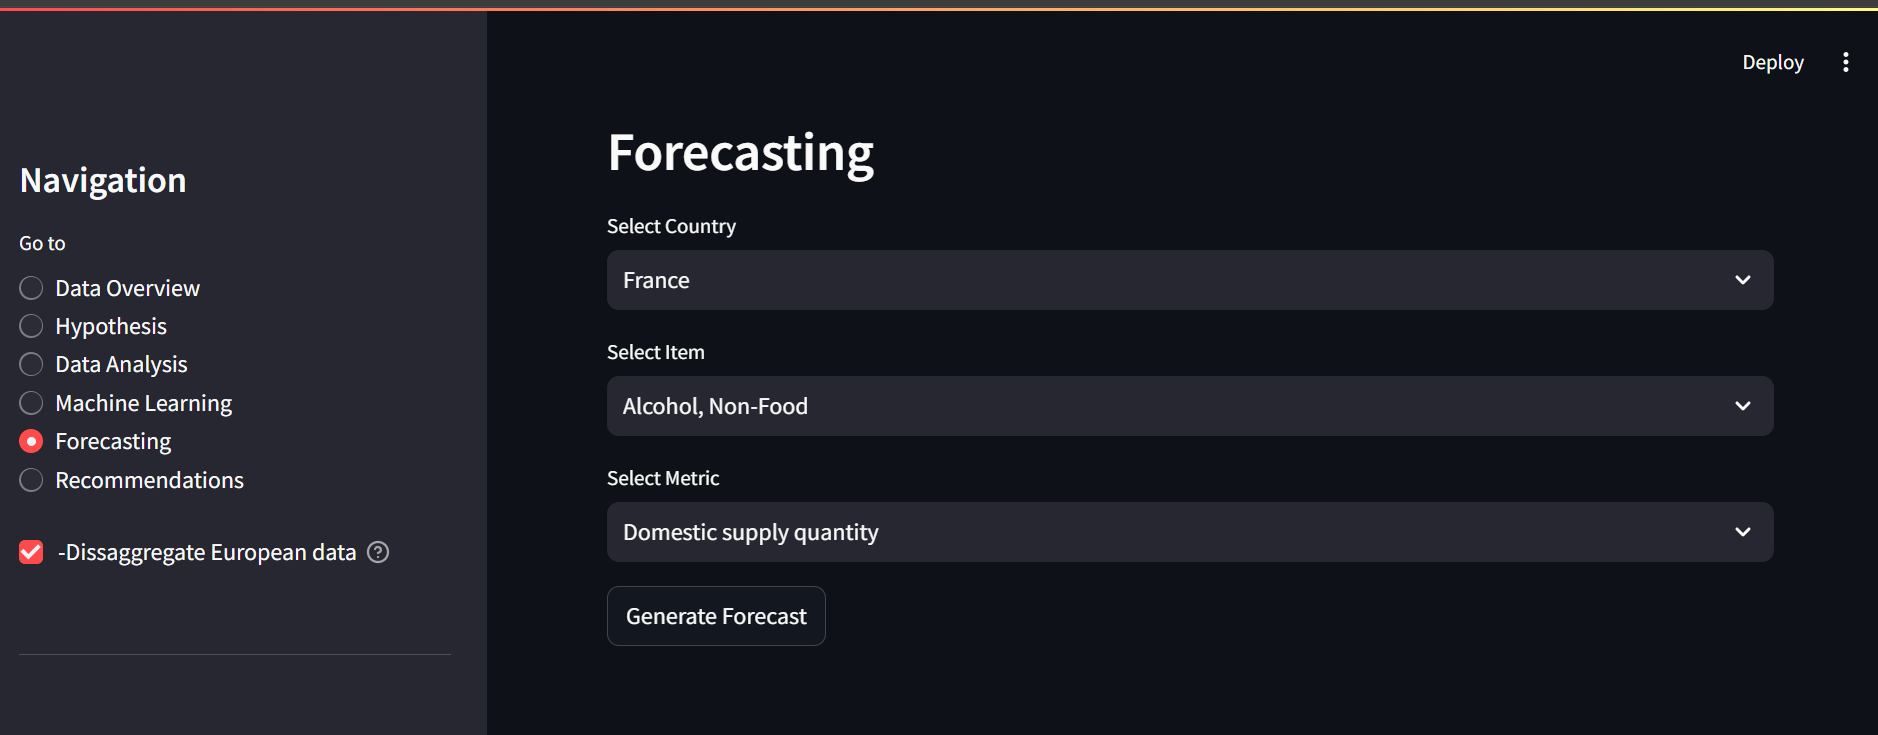 Deploy
Navigation
Go to
Data Overview
Hypothesis
Data Analysis
Machine Learning
Forecasting
Recommendations
-Dissaggregate European data
Forecasting
Select Country
France
Select Item
Alcohol, Non-Food
Select Metric
Domestic supply quantity
Generate Forecast